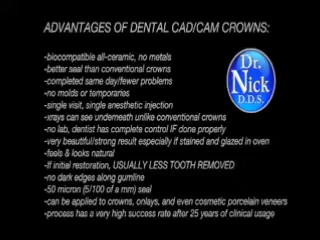 ADVANTAGES OF DENTAL CAD/CAM CROWNS:
-biocompatible all-ceramic, no metals
-better seal than conventional crowns
-completed same day/fewer problems
-no molds or temporaries
-single visit, single anesthetic injection
-xrays can see underneath unlike conventional crowns
-no lab, dentist has complete control IF done properly
-very beautiful/strong result especially if stained and glazed in oven
-feels & looks natural
-If initial restoration, USUALLY LESS TOOTH REMOVED
-no dark edges along gumline
-50 micron (5/100 of a mm) seal
-can be applied to crowns, onlays, and even cosmetic porcelain veneers
-process has a very high success rate after 25 years of clinical usage
Dr.
Nick
D.D.S.